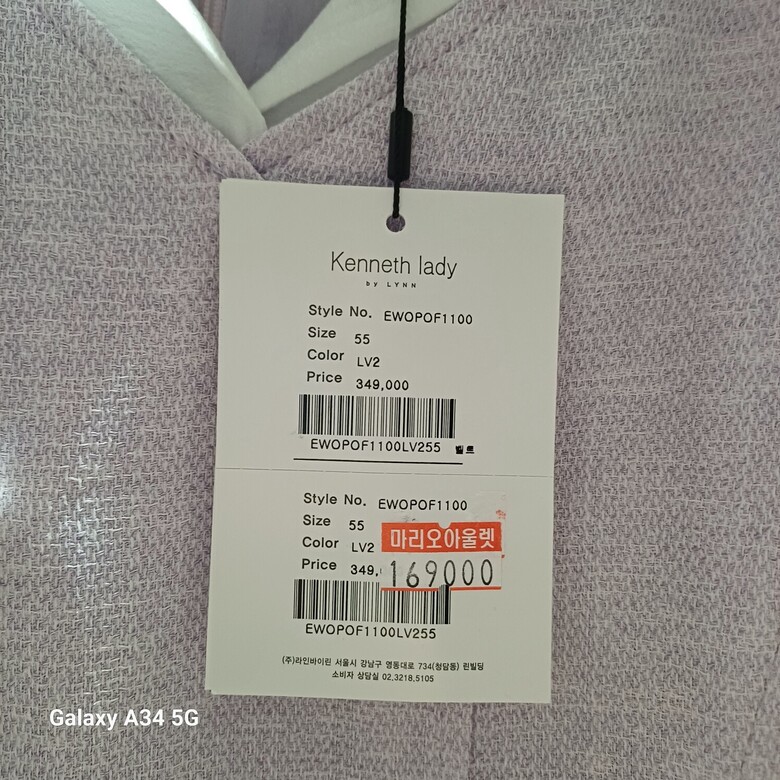 Kenneth lady
by LYNN
Style No. EWOPOF1100
Size 55
Color LV2
Price 349,000
EWOPOF1100LV255 벨트
Style No. EWOPOF1100
Size 55
Color LV2
마리오아울렛
Price 349,
169000
EWOPOF1100LV255
(주)라인바이린 서울시 강남구 영동대로 734(청담동) 린빌딩
소비자 상담실 02.3218.5105
Galaxy A34 5G